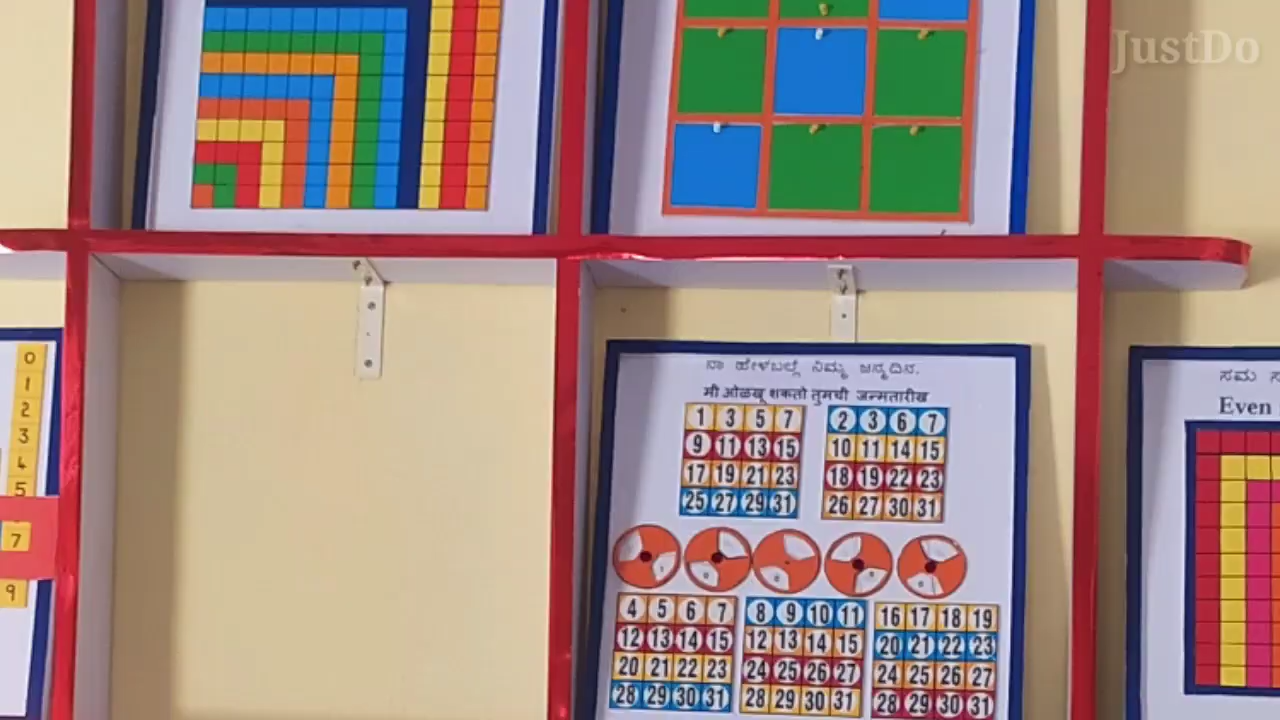 JustDo
ನಾ ಹೇಳಬಲ್ಲೆ ನಿಮ್ಮ ಜನ್ಮದಿನ.
मी ओळखू शकतो तुमची जन्मतारीख
1 3 5 7
9 11 13 15
17 19 21 23
25 27 29 31
2 3 6 7
10 11 14 15
18 19 22 23
26 27 30 31
4 5 6 7
12 13 14 15
20 21 22 23
28 29 30 31
8 9 10 11
12 13 14 15
24 25 26 27
28 29 30 31
16 17 18 19
20 21 22 23
24 25 26 27
28 29 30 31
0
1
2
3
4
5
7
9
ಸಮ
Even